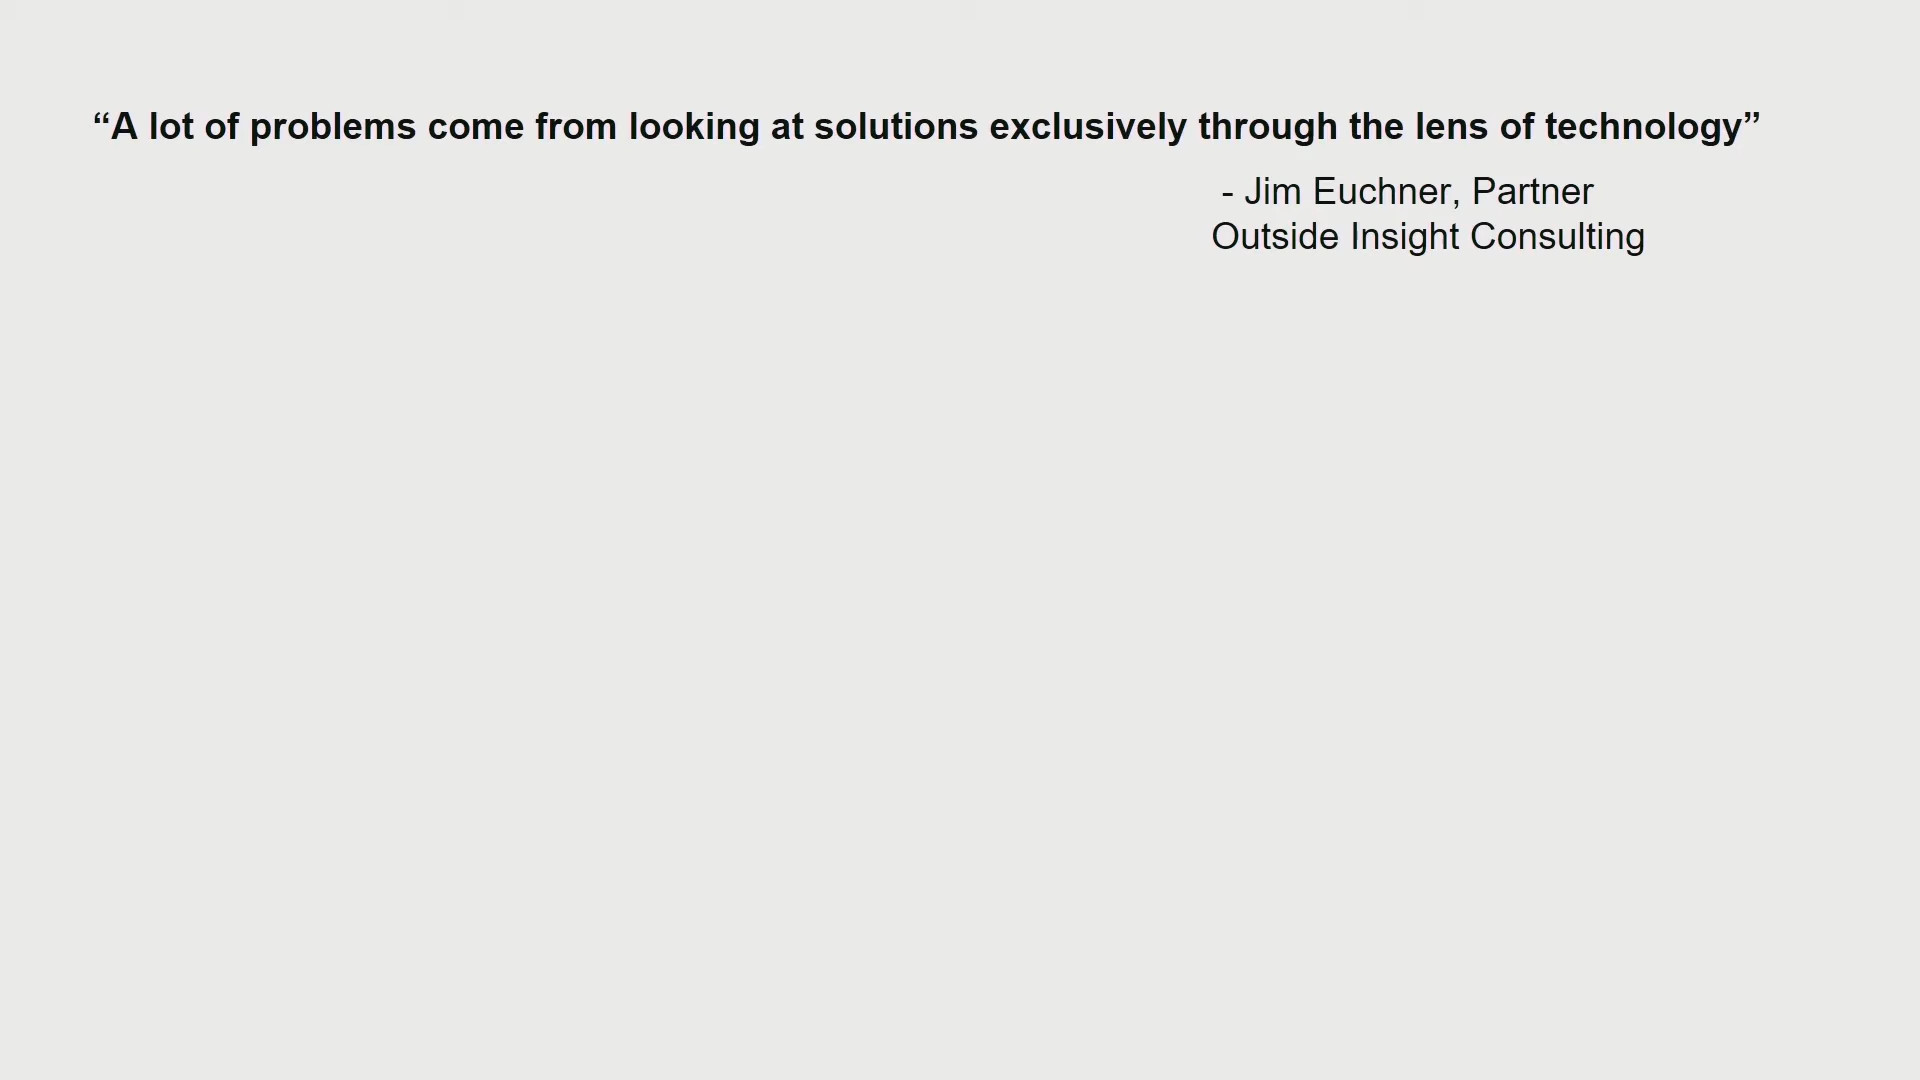 “A lot of problems come from looking at solutions exclusively through the lens of technology”
- Jim Euchner, Partner
Outside Insight Consulting